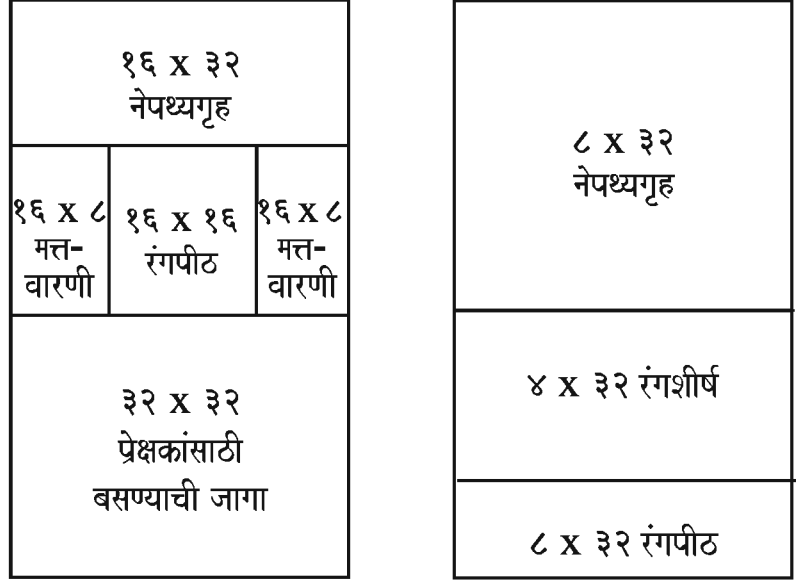 १६ x ३२
नेपथ्यगृह
१६ x ८
मत्त-
वारणी
१६ x १६
रंगपीठ
१६ x ८
मत्त-
वारणी
३२ x ३२
प्रेक्षकांसाठी
बसण्याची जागा
८ x ३२
नेपथ्यगृह
४ x ३२ रंगशीर्ष
८ x ३२ रंगपीठ